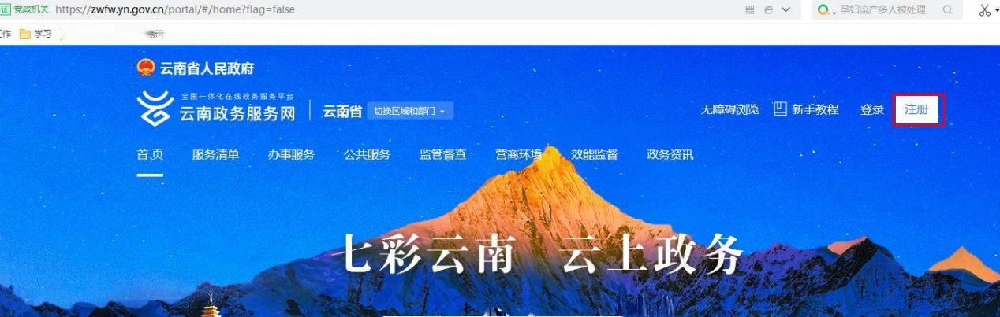 证 党政机关 https://zwfw.yn.gov.cn/portal/#/home?flag=false 孕妇流产多人被处理
工作 学习 新年
云南省人民政府
全国一体化在线政务服务平台
云南政务服务网 云南省 切换区域和部门 无障碍浏览 新手教程 登录 注册
首页 服务清单 办事服务 公共服务 监管督查 营商环境 效能监督 政务资讯
七彩云南 云上政务